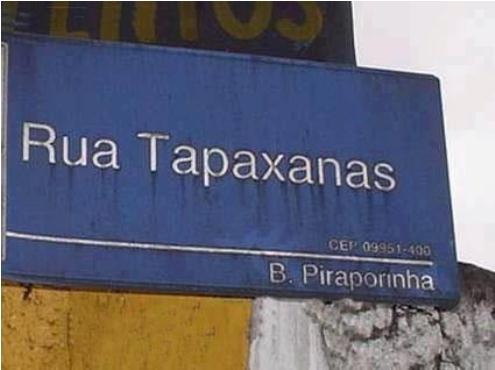 Rua Tapaxanas
CEP 09951-400
B. Piraporinha